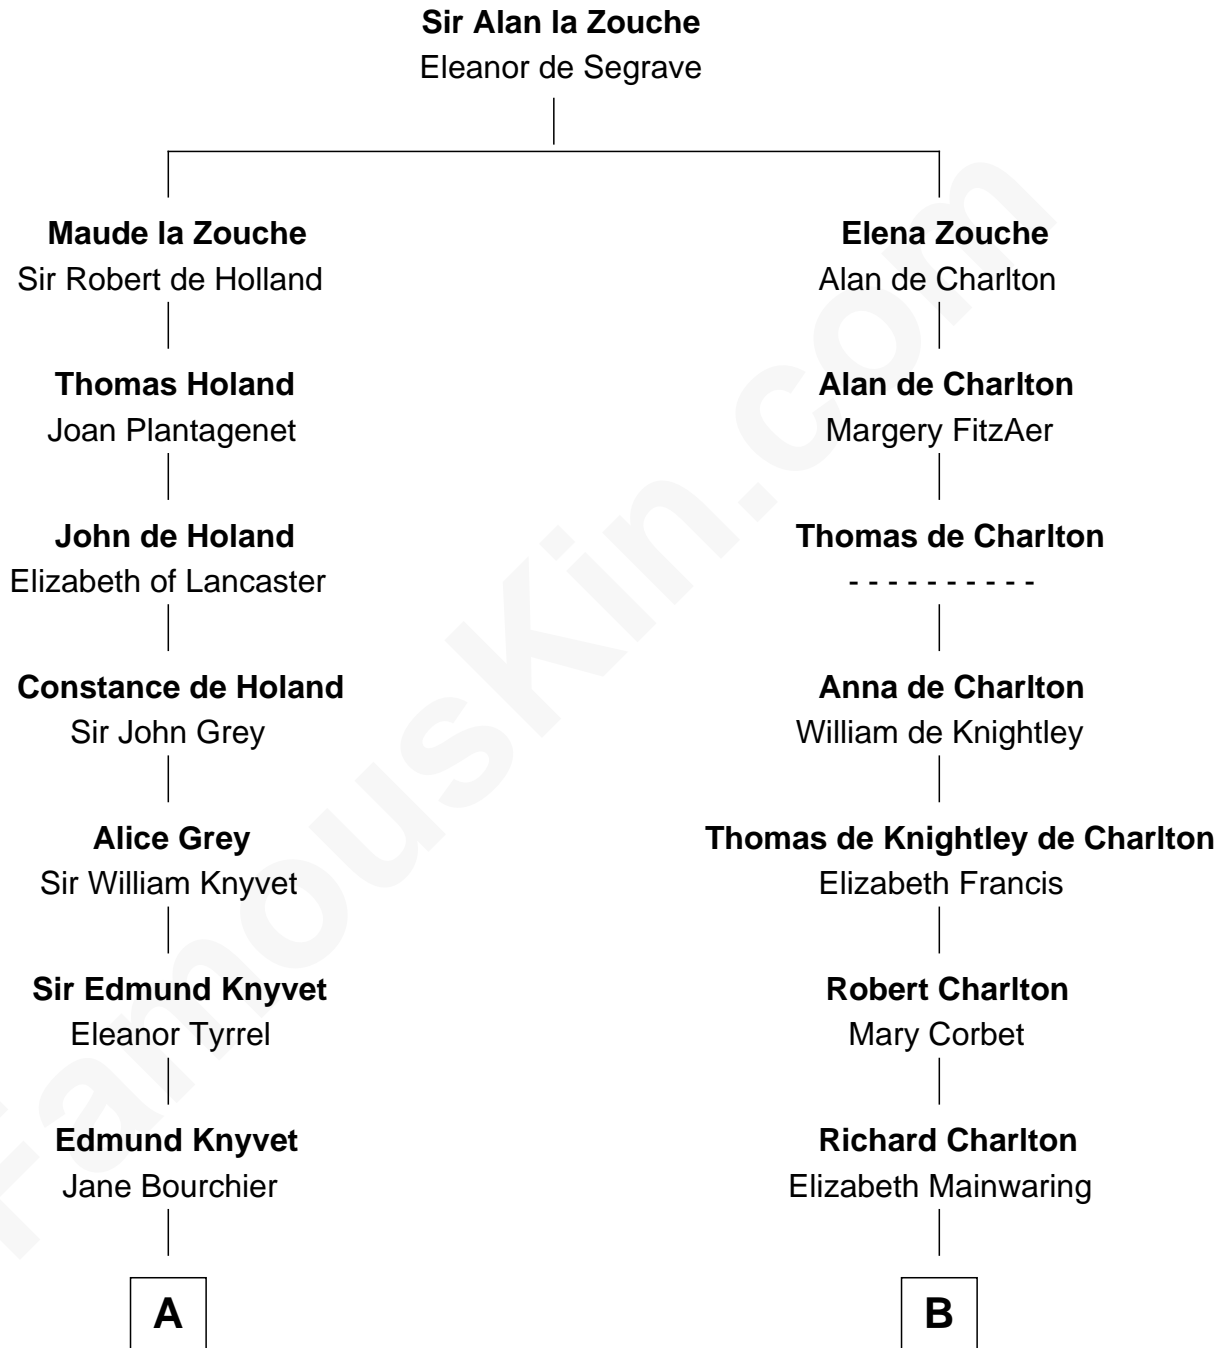 Sir Alan la Zouche
Eleanor de Segrave
Maude la Zouche
Sir Robert de Holland
Elena Zouche
Alan de Charlton
Thomas Holand
Joan Plantagenet
Alan de Charlton
Margery FitzAer
John de Holand
Elizabeth of Lancaster
Thomas de Charlton
- - - - - - - - - -
Constance de Holand
Sir John Grey
Anna de Charlton
William de Knightley
Alice Grey
Sir William Knyvet
Thomas de Knightley de Charlton
Elizabeth Francis
Sir Edmund Knyvet
Eleanor Tyrrel
Robert Charlton
Mary Corbet
Edmund Knyvet
Jane Bourchier
Richard Charlton
Elizabeth Mainwaring
A
B
FamousKin.com